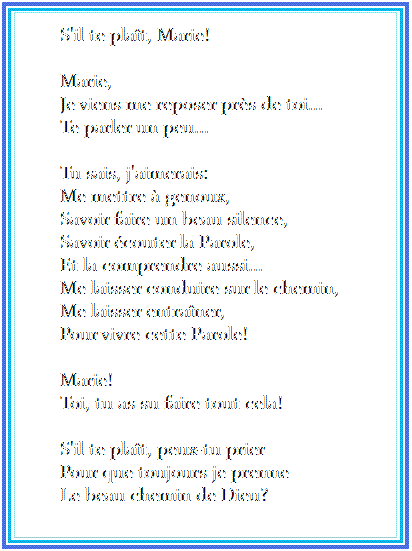 S'il te plaît, Marie!
Marie,
Je viens me reposer près de toi....
Te parler un peu....
Tu sais, j'aimerais:
Me mettre à genoux,
Savoir faire un beau silence,
Savoir écouter la Parole,
Et la comprendre aussi....
Me laisser conduire sur le chemin,
Me laisser entraîner,
Pour vivre cette Parole!
Marie!
Toi, tu as su faire tout cela!
S'il te plaît, peux-tu prier
Pour que toujours je prenne
Le beau chemin de Dieu?